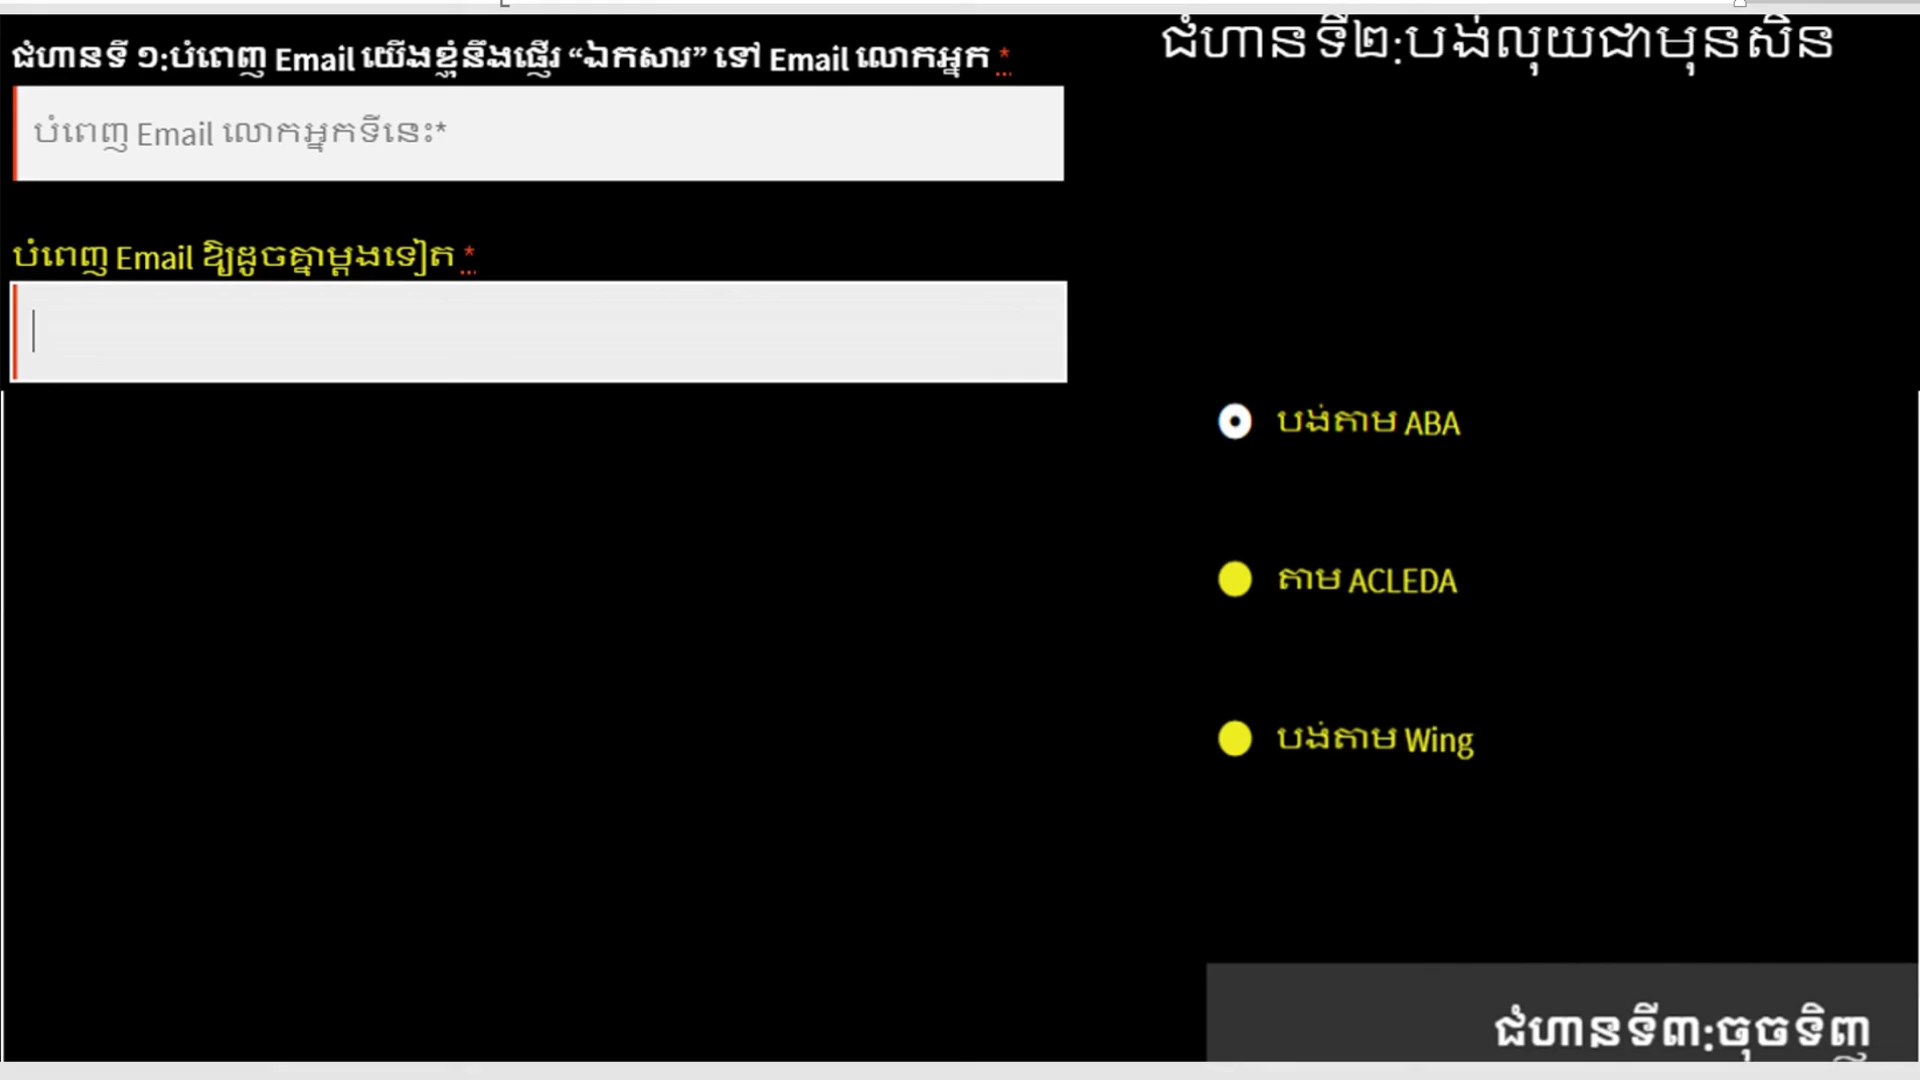 ជំហានទី ១:បំពេញ Email យើងខ្ញុំនឹងផ្ញើរ “ឯកសារ” ទៅ Email លោកអ្នក *
បំពេញ Email លោកអ្នកទីនេះ*
បំពេញ Email ឱ្យដូចគ្នាម្តងទៀត *
ជំហានទី២:បង់លុយជាមុនសិន
បង់តាម ABA
តាម ACLEDA
បង់តាម Wing
ជំហានទី៣:ចុចទិញ